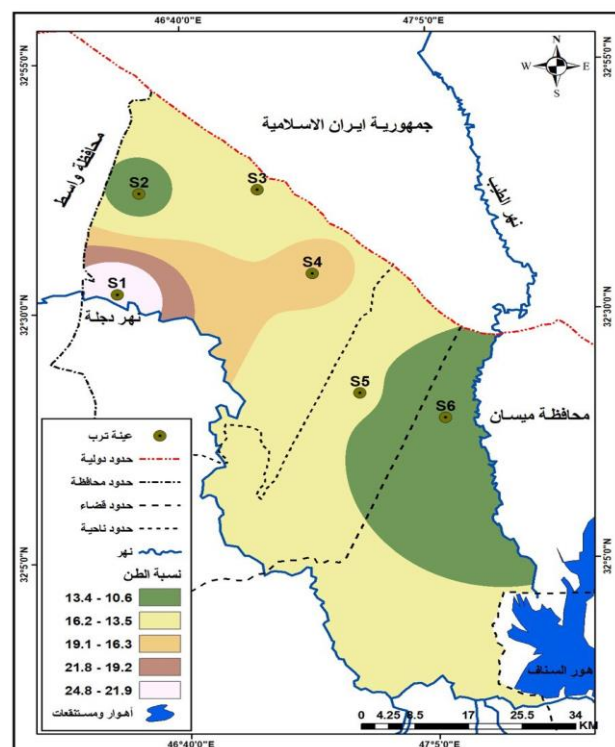 46°40'0"E
47°5'0"E
32°55'0"N
32°55'0"N
N
W
E
S
جمهورية ايران الاسلامية
محافظة واسط
نهر الطيب
S2
S3
S4
S1
نهر دجلة
32°30'0"N
32°30'0"N
S5
S6
محافظة ميسان
عينة ترب
حدود دولية
حدود محافظة
حدود قضاء
حدود ناحية
نهر
نسبة الطن
13.4 - 10.6
16.2 - 13.5
19.1 - 16.3
21.8 - 19.2
24.8 - 21.9
أهوار ومستنقعات
32°5'0"N
32°5'0"N
هور السناف
0 4.25 8.5 17 25.5 34
KM
46°40'0"E
47°5'0"E